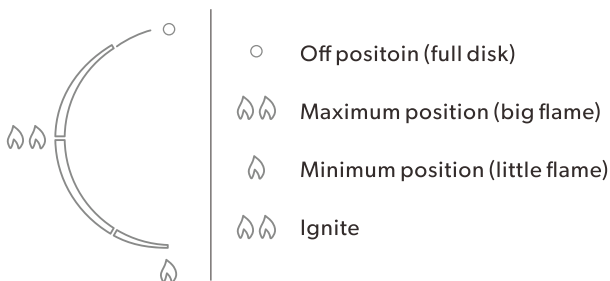 Off positoin (full disk)
Maximum position (big flame)
Minimum position (little flame)
Ignite